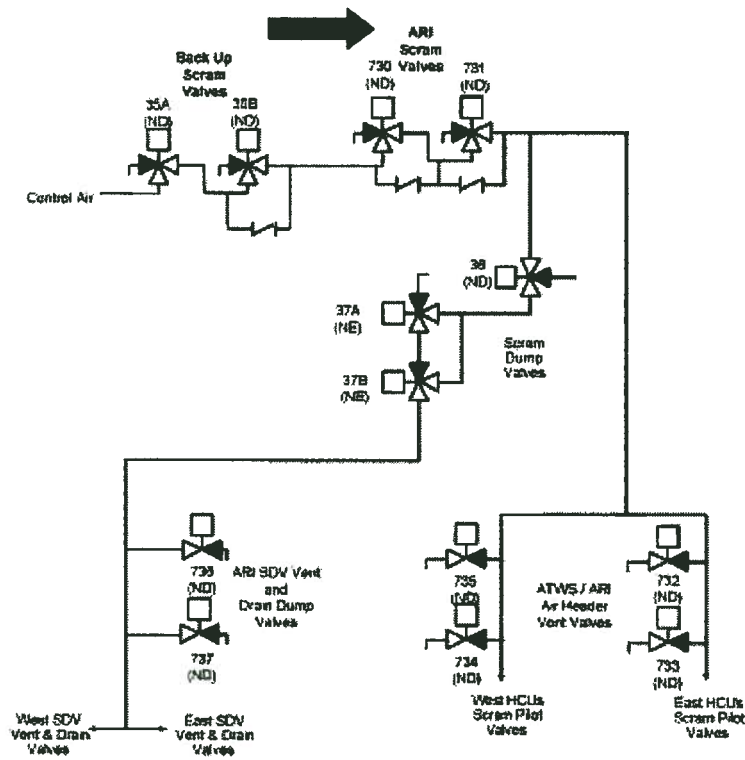 ARI
Scram
Valves
Back Up
Scram
Valves
730
(ND)
731
(ND)
35A
(ND)
35B
(ND)
Control Air
38
(ND)
37A
(NE)
Scram
Dump
Valves
37B
(NE)
736
(ND)
ARI SDV Vent
and
Drain Dump
Valves
737
(ND)
735
(ND)
ATWS / ARI
Air Header
Vent Valves
732
(ND)
734
(ND)
733
(ND)
West SDV
Vent & Drain
Valves
East SDV
Vent & Drain
Valves
West HCUs
Scram Pilot
Valves
East HCUs
Scram Pilot
Valves